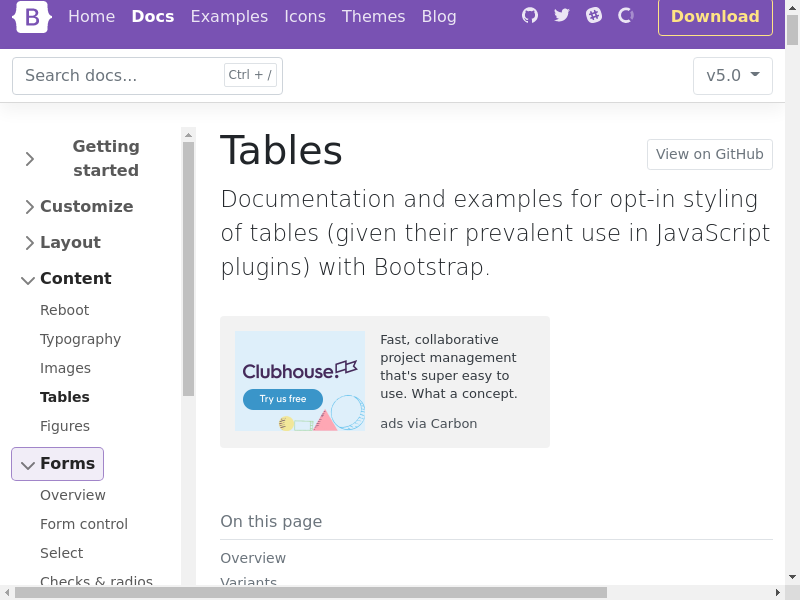 B Home Docs Examples Icons Themes Blog Download
Search docs... Ctrl + / v5.0
Getting
started
Customize
Layout
Content
Reboot
Typography
Images
Tables
Figures
Forms
Overview
Form control
Select
Checks & radios
Tables
View on GitHub
Documentation and examples for opt-in styling
of tables (given their prevalent use in JavaScript
plugins) with Bootstrap.
Clubhouse
Try us free
Fast, collaborative
project management
that's super easy to
use. What a concept.
ads via Carbon
On this page
Overview
Variants